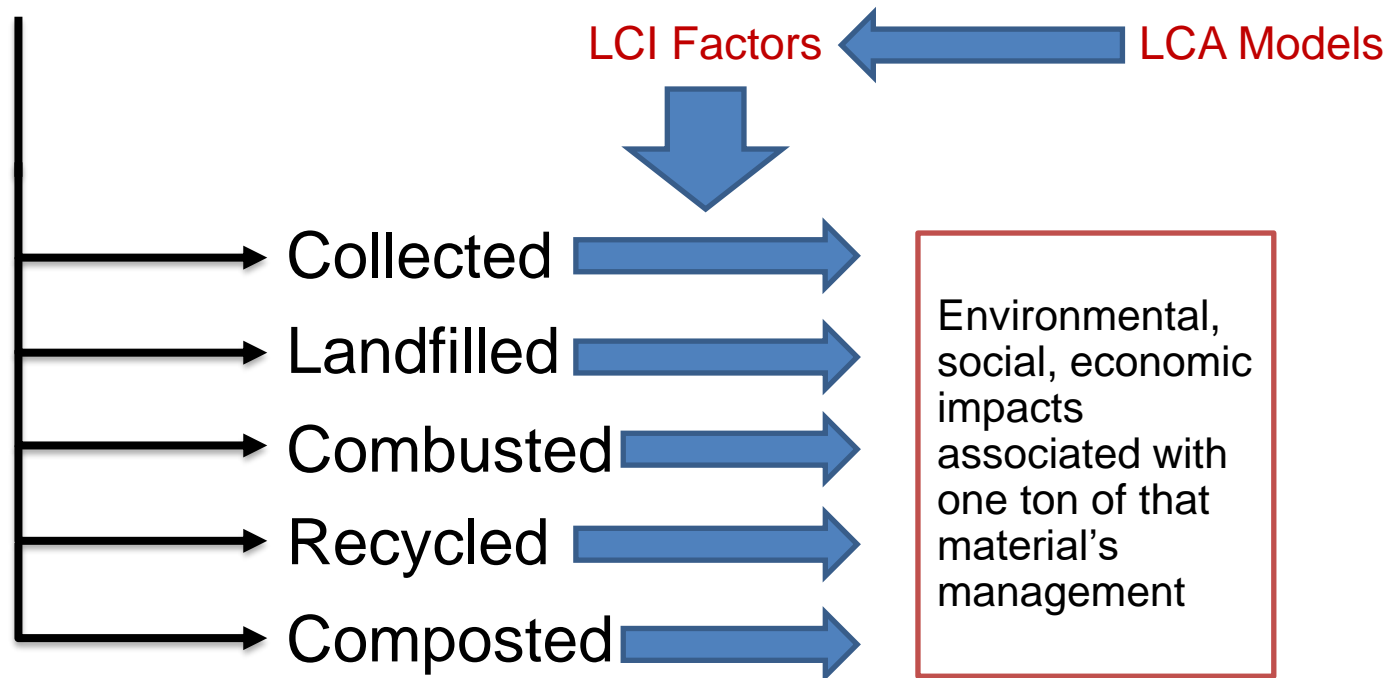 LCI Factors
LCA Models
Collected
Landfilled
Combusted
Recycled
Composted
Environmental,
social, economic
impacts
associated with
one ton of that
material’s
management